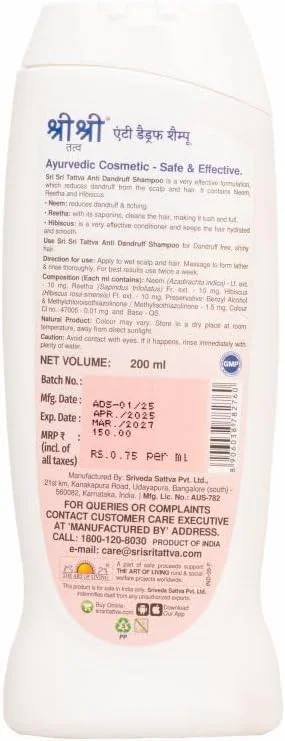 श्री श्री
तत्व
एंटी डैड्रफ शैम्पू
Ayurvedic Cosmetic - Safe & Effective.
Sri Sri Tattva Anti Dandruff Shampoo is a very effective formulation,
which reduces dandruff from the scalp and hair. It contains Neem,
Reetha and Hibiscus.
• Neem: reduces dandruff & itching.
• Reetha: with its saponins, cleans the hair, making it lush and full.
• Hibiscus: is a very effective conditioner and keeps the hair hydrated
and smooth.
Use Sri Sri Tattva Anti Dandruff Shampoo for Dandruff free, shiny
hair.
Direction for use: Apply to wet scalp and hair. Massage to form lather
& rinse thoroughly. For best results use twice a week.
Composition (Each ml contains): Neem (Azadirachta indica) - Lf. ext.
- 10 mg, Reetha (Sapindus trifoliatus) Fr. ext. - 10 mg, Hibiscus
(Hibiscus rosa-sinensis) Fl. ext. - 10 mg, Preservative: Benzyl Alcohol
& Methylchloroisothiazolinone / Methylisothiazolinone - 1.5 mg, Colour
CI no.: 47005 - 0.01 mg and Base - QS.
Natural Product: Colour may vary. Store in a dry place at room
temperature, away from direct sunlight.
Caution: Avoid contact with eyes. If it happens, rinse immediately with
plenty of water.
NET VOLUME: 200 ml
GMP
Batch No.: ADS-01/25
Mfg. Date: APR./2025
Exp. Date: MAR./2027
MRP ₹ : 150.00
(incl. of
all taxes) RS.0.75 per ml
8906038178276
Manufactured By: Sriveda Sattva Pvt. Ltd.,
21st km, Kanakapura Road, Udayapura, Bangalore (south) -
560082, Karnataka, India. | Mfg. Lic. No.: AUS-782
FOR QUERIES OR COMPLAINTS
CONTACT CUSTOMER CARE EXECUTIVE
AT 'MANUFACTURED BY' ADDRESS.
CALL: 1800-120-8030 PRODUCT OF INDIA
e-mail: care@srisritattva.com
THE ART OF LIVING
A part of sale proceeds support
THE ART OF LIVING rural & social
welfare projects worldwide.
This product is for sale in India only. Sriveda Sattva Pvt. Ltd.
indemnifies itself from any unauthorized exports.
Buy Online:
srisritattva.com
Download
Our App
PP